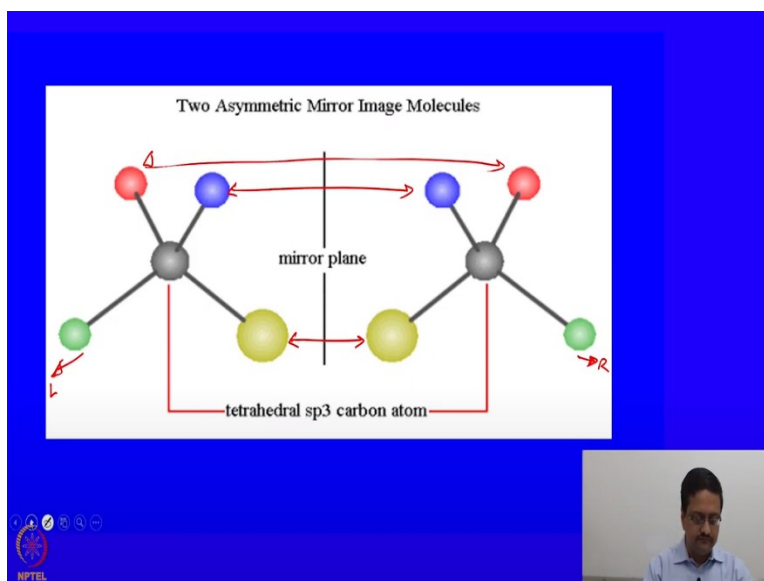 Two Asymmetric Mirror Image Molecules
mirror plane
L
R
tetrahedral sp3 carbon atom
NPTEL